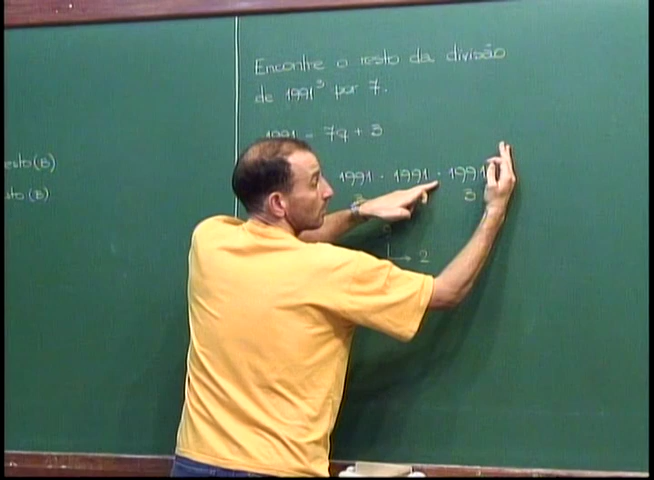 Encontre o resto da divisão
de 1991³ por 7.
1991 = 7q + 3
1991 · 1991 · 1991
3
2
esto(B)
to(B)